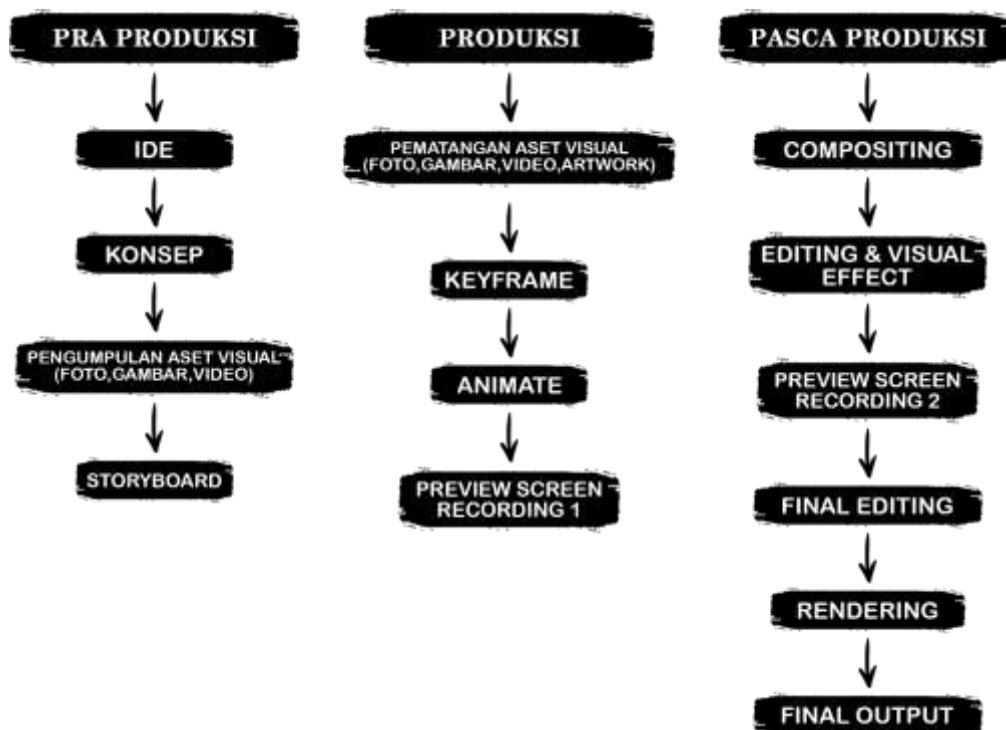 PRA PRODUKSI
IDE
KONSEP
PENGUMPULAN ASET VISUAL
(FOTO,GAMBAR,VIDEO)
STORYBOARD
PRODUKSI
PEMATANGAN ASET VISUAL
(FOTO,GAMBAR,VIDEO,ARTWORK)
KEYFRAME
ANIMATE
PREVIEW SCREEN
RECORDING 1
PASCA PRODUKSI
COMPOSITING
EDITING & VISUAL
EFFECT
PREVIEW SCREEN
RECORDING 2
FINAL EDITING
RENDERING
FINAL OUTPUT